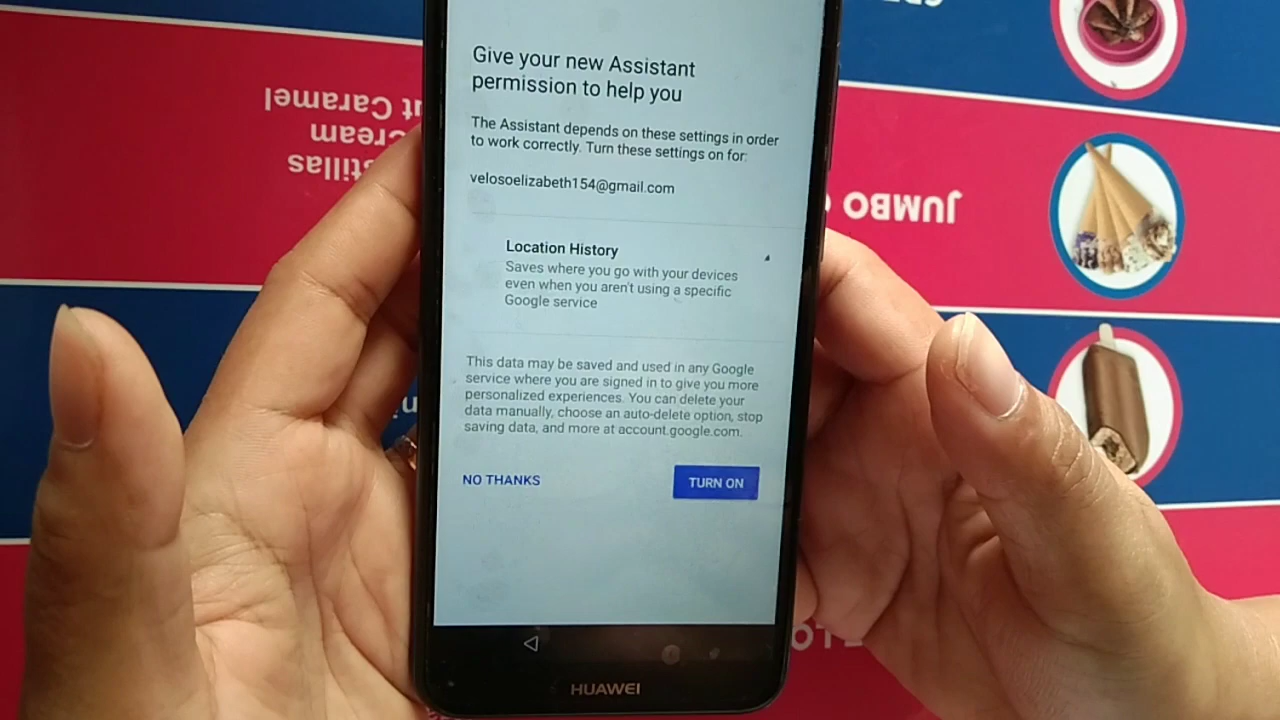 Give your new Assistant
permission to help you
The Assistant depends on these settings in order
to work correctly. Turn these settings on for:
velosoelizabeth154@gmail.com
Location History
Saves where you go with your devices
even when you aren't using a specific
Google service
This data may be saved and used in any Google
service where you are signed in to give you more
personalized experiences. You can delete your
data manually, choose an auto-delete option, stop
saving data, and more at account.google.com.
NO THANKS
TURN ON
HUAWEI
Caramel
JUMBO